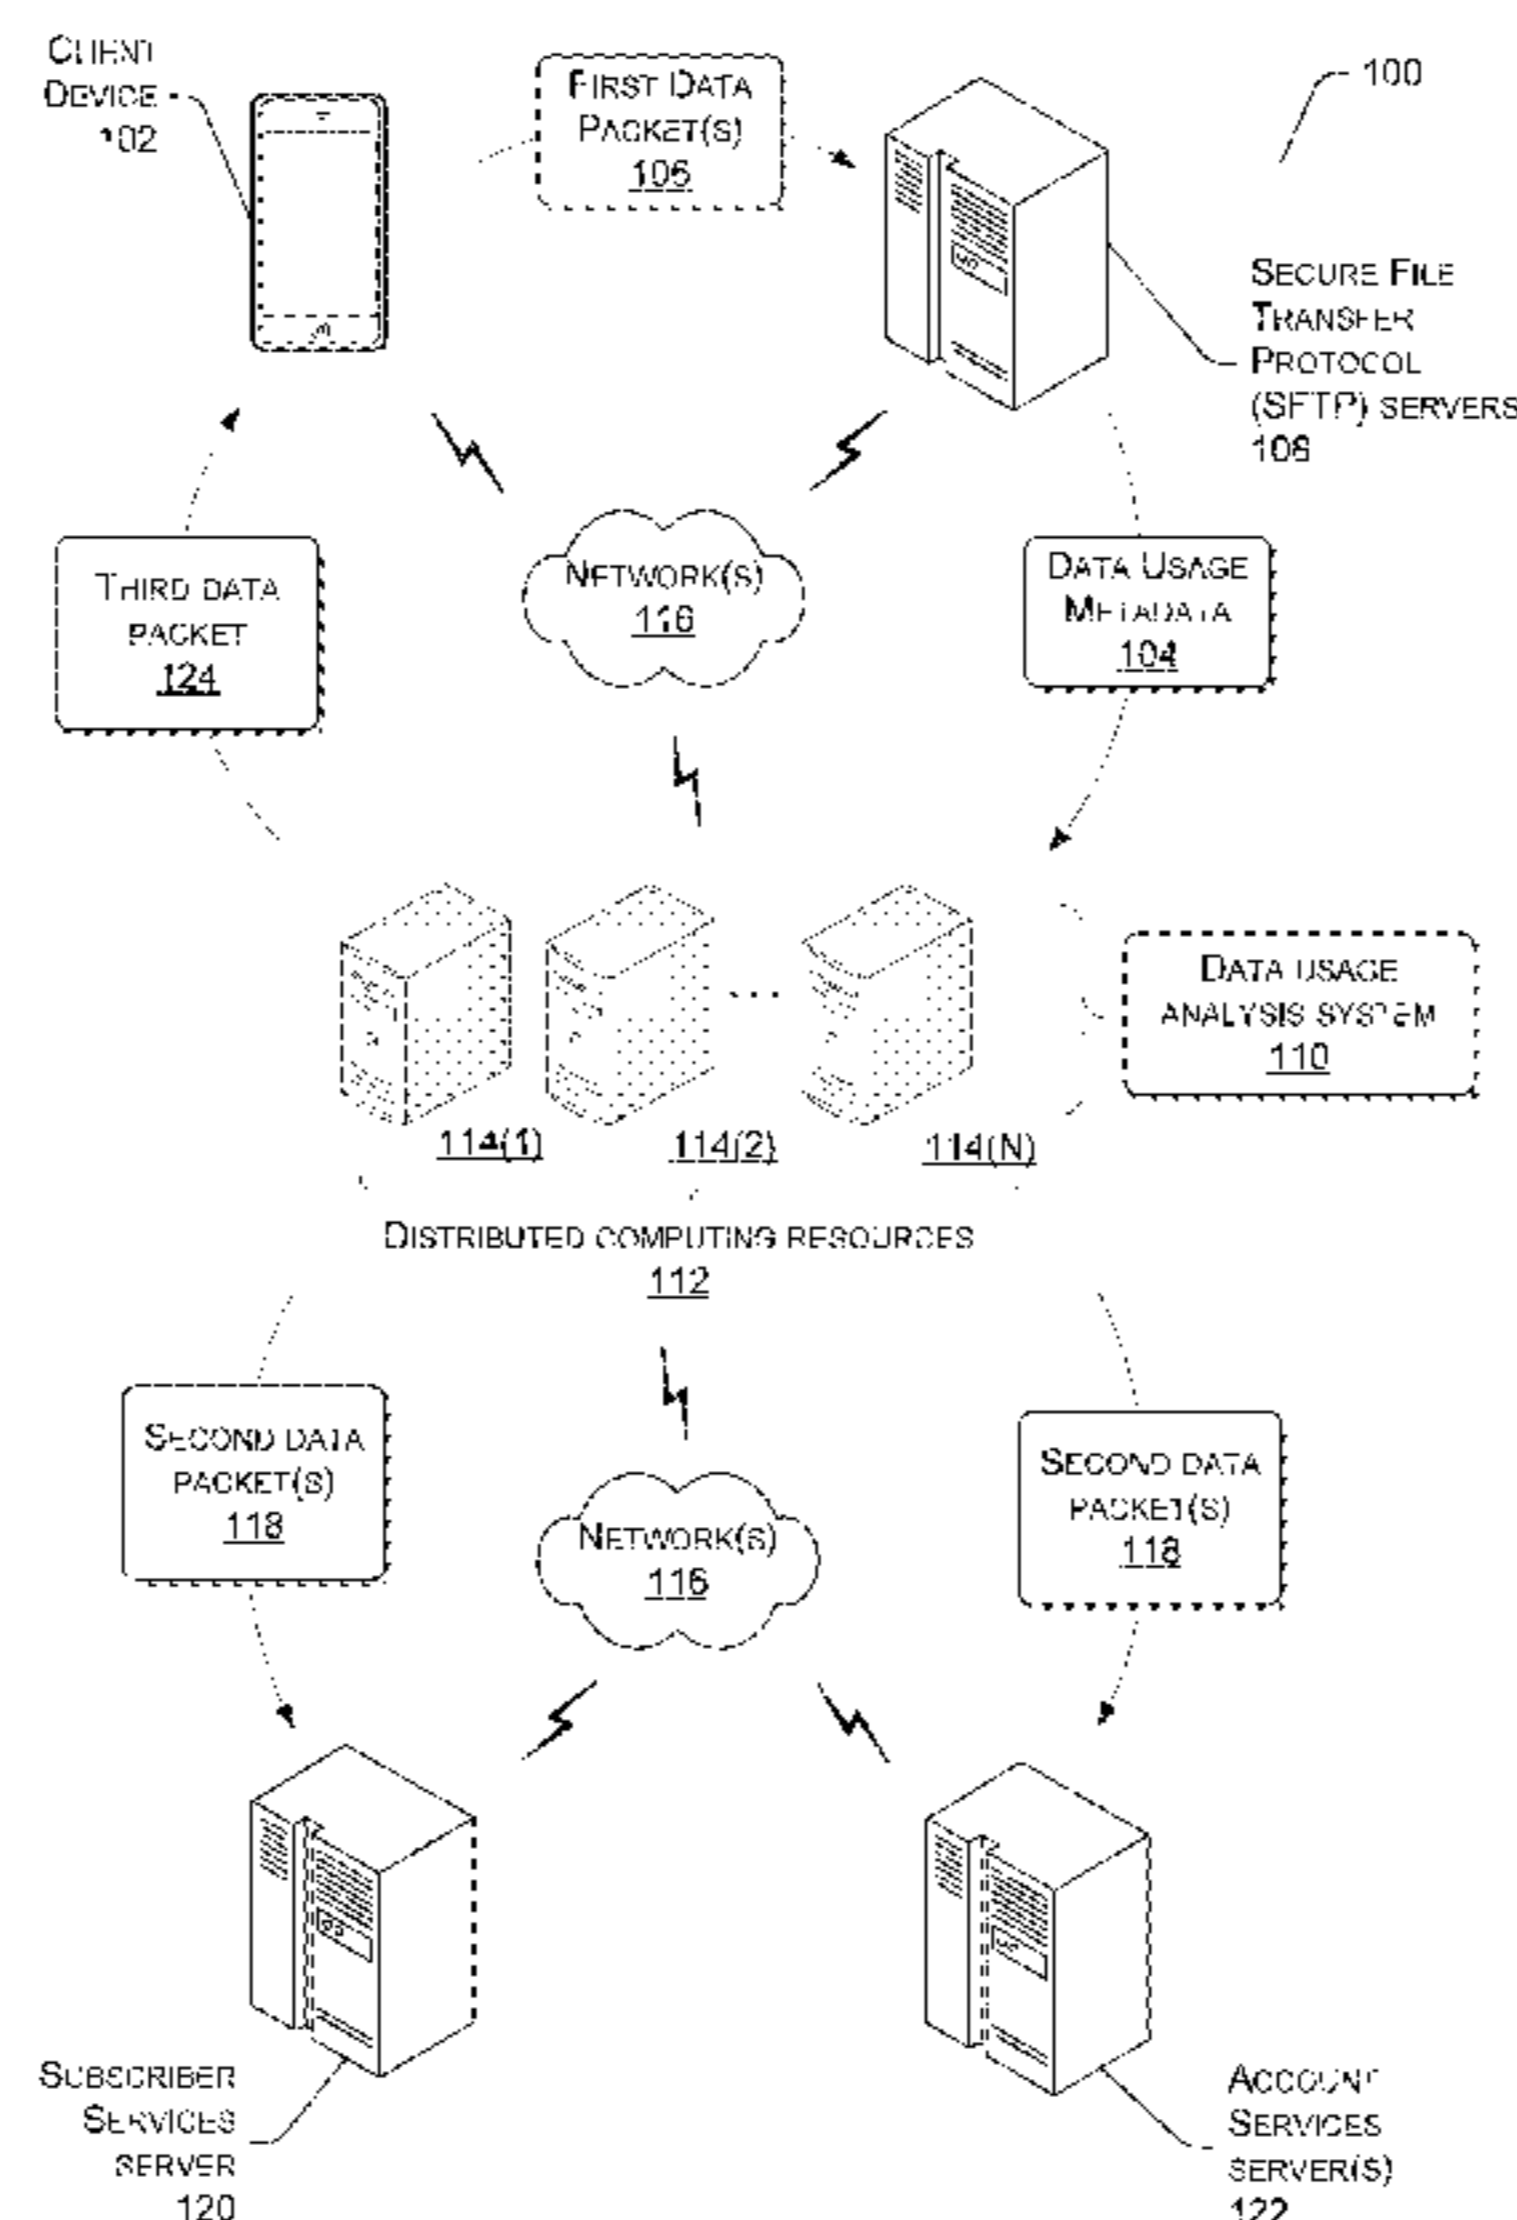 CLIENT
DEVICE
102
FIRST DATA
PACKET(S)
106
100
SECURE FILE
TRANSFER
PROTOCOL
(SFTP) SERVERS
108
NETWORK(S)
116
THIRD DATA
PACKET
124
DATA USAGE
METADATA
104
DATA USAGE
ANALYSIS SYSTEM
110
114(1)
114(2)
...
114(N)
DISTRIBUTED COMPUTING RESOURCES
112
SECOND DATA
PACKET(S)
118
NETWORK(S)
116
SECOND DATA
PACKET(S)
118
SUBSCRIBER
SERVICES
SERVER
120
ACCOUNT
SERVICES
SERVER(S)
122